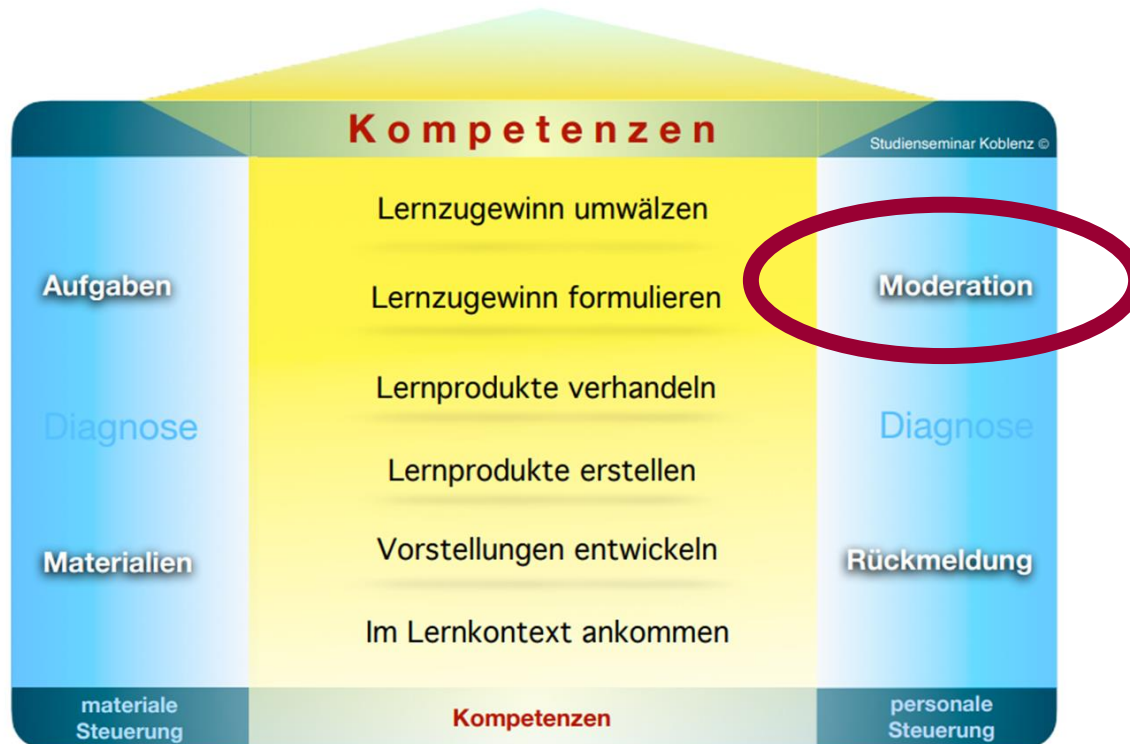 Kompetenzen
Studienseminar Koblenz ©
Lernzugewinn umwälzen
Aufgaben
Lernzugewinn formulieren
Moderation
Lernprodukte verhandeln
Diagnose
Diagnose
Lernprodukte erstellen
Materialien
Vorstellungen entwickeln
Rückmeldung
Im Lernkontext ankommen
materiale
Steuerung
Kompetenzen
personale
Steuerung